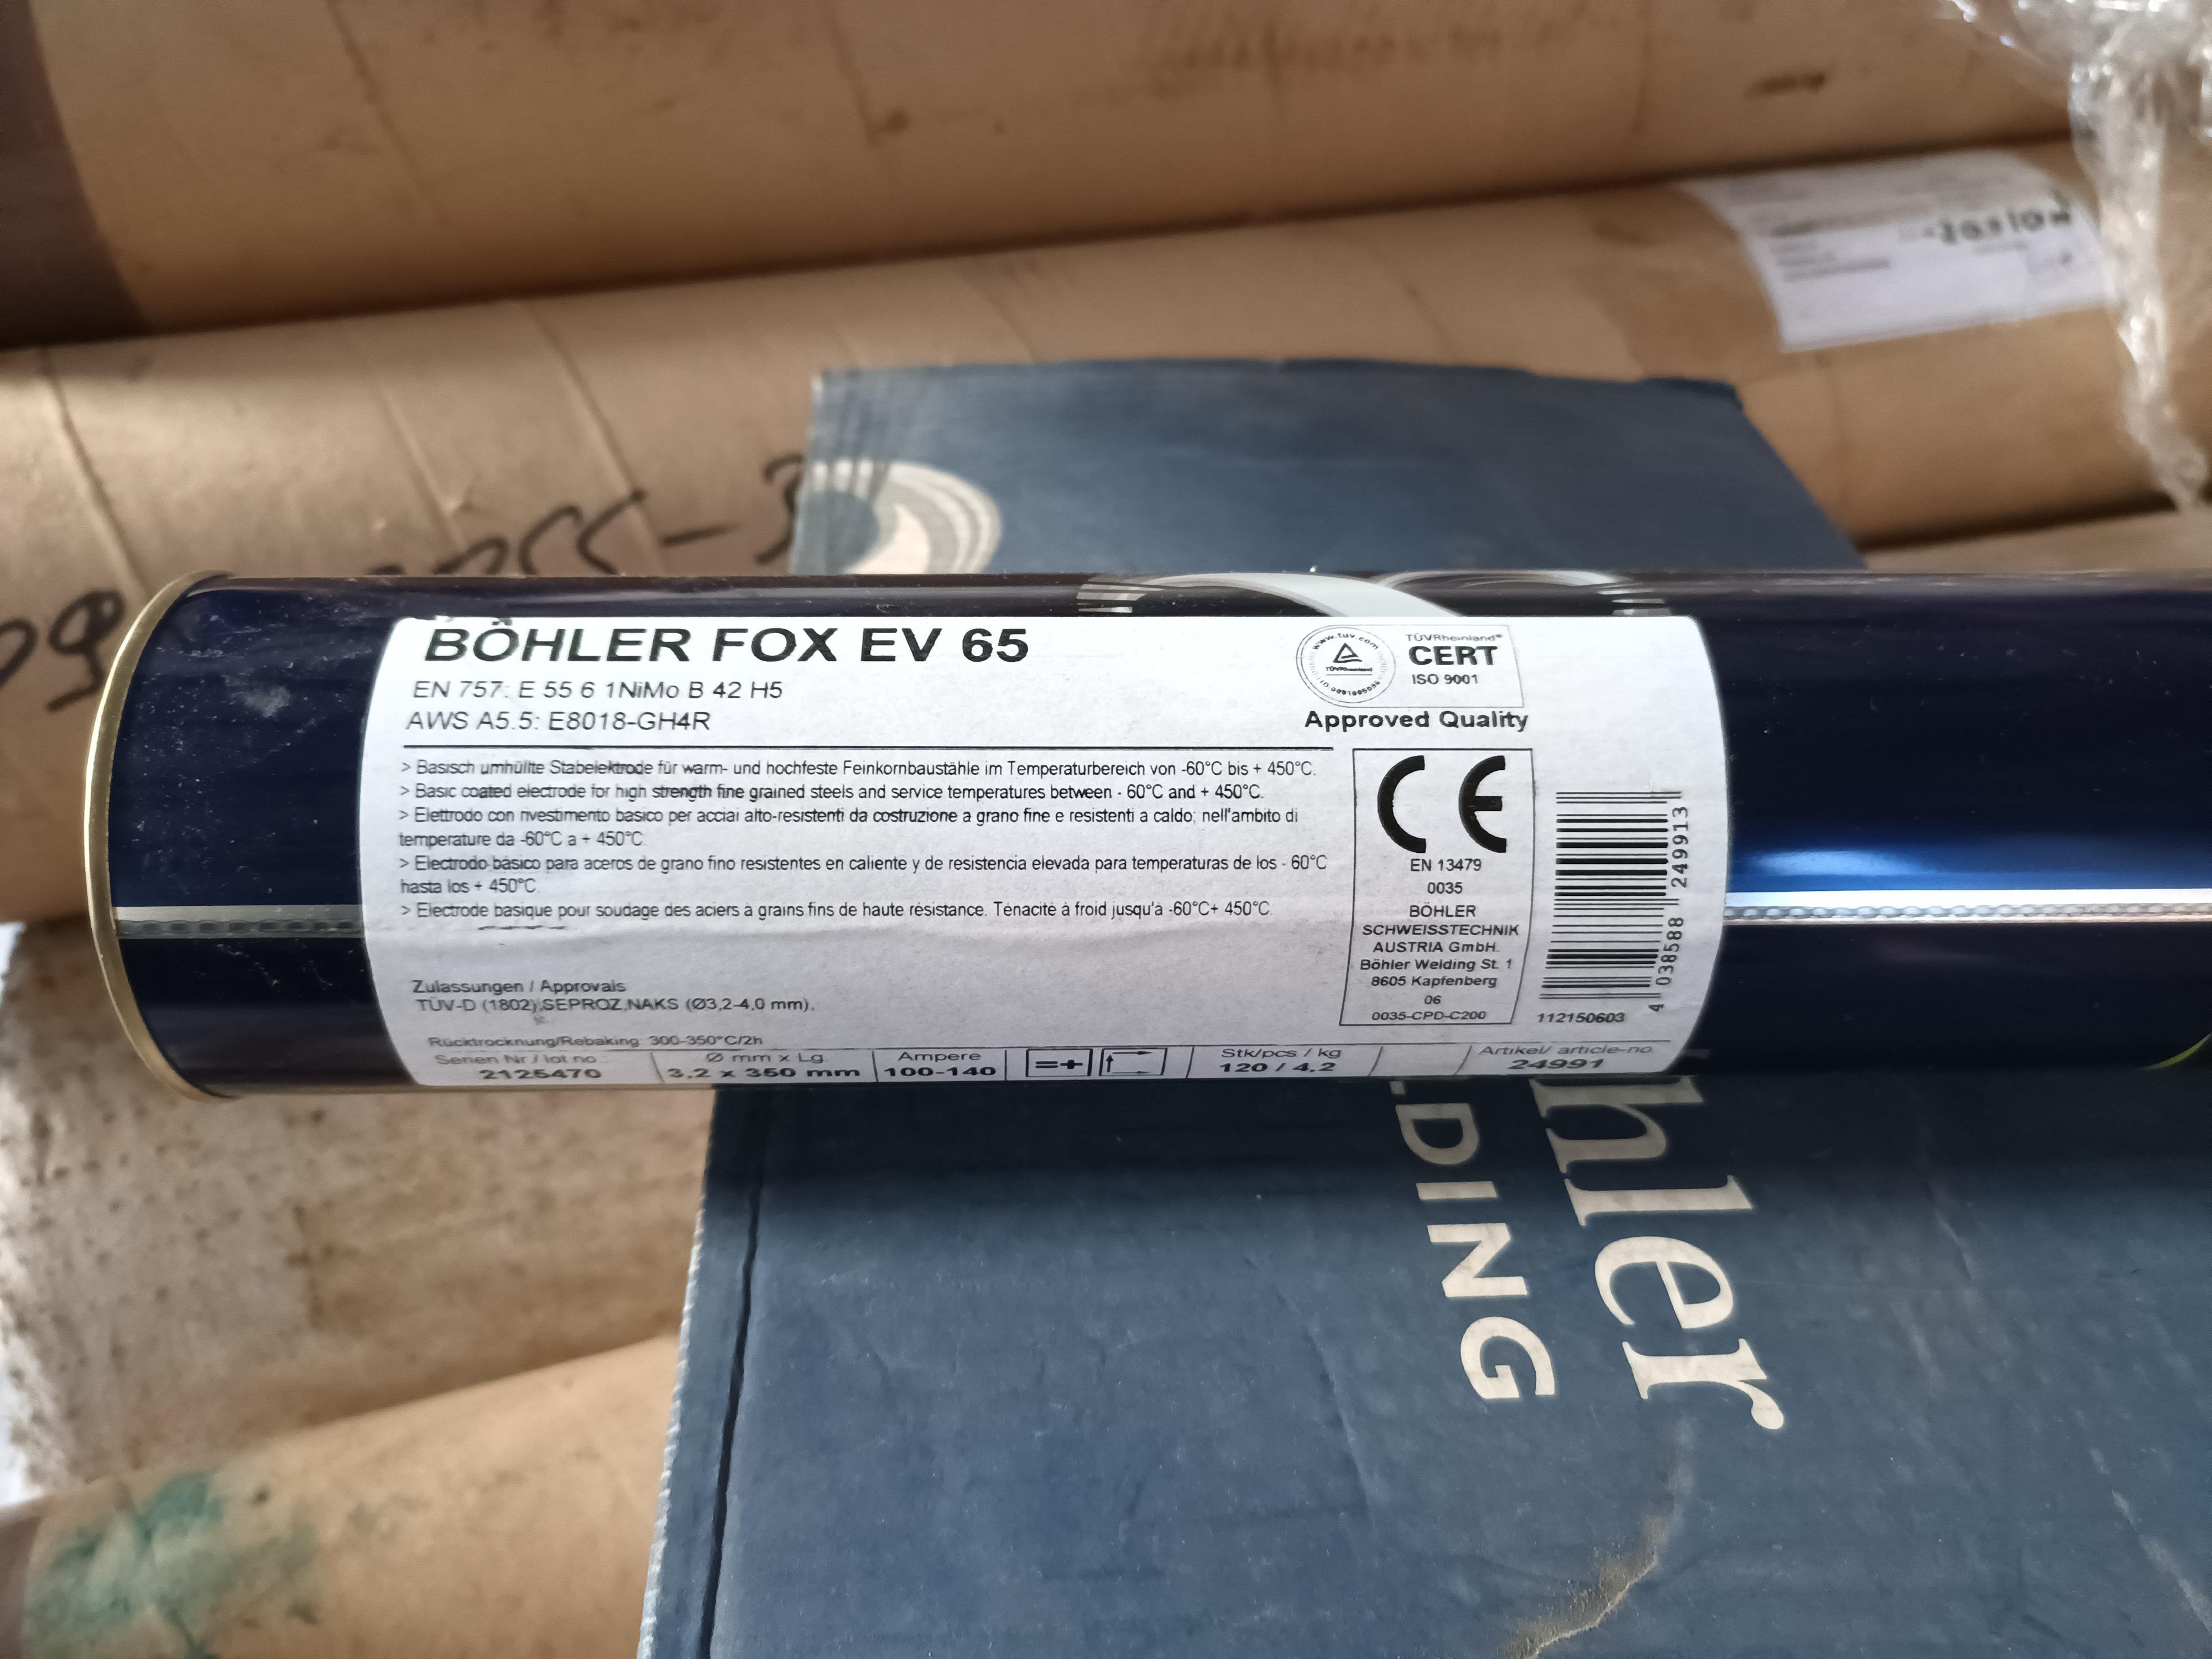 BÖHLER FOX EV 65
EN 757: E 55 6 1NiMo B 42 H5
AWS A5.5: E8018-GH4R
> Basisch umhüllte Stabelektrode für warm- und hochfeste Feinkornbaustähle im Temperaturbereich von -60°C bis + 450°C.
> Basic coated electrode for high strength fine grained steels and service temperatures between - 60°C and + 450°C.
> Elettrodo con rivestimento basico per acciai alto-resistenti da costruzione a grano fine e resistenti a caldo; nell'ambito di
temperature da -60°C a + 450°C
> Electrodo básico para aceros de grano fino resistentes en caliente y de resistencia elevada para temperaturas de los - 60°C
hasta los + 450°C
> Electrode basique pour soudage des aciers à grains fins de haute résistance. Ténacité à froid jusqu'à -60°C+ 450°C
Zulassungen / Approvals
TÜV-D (1802),SEPROZ,NAKS (Ø3,2-4,0 mm),
Rücktrocknung/Rebaking: 300-350°C/2h
Serien Nr / lot no :
2125470
Ø mm x Lg
3,2 x 350 mm
Ampere
100-140
=+
Stk/pcs / kg
120 / 4,2
Artikel/ article-no
24991
www.tuv.com
TÜVRheinland
TÜVRheinland®
CERT
ISO 9001
Approved Quality
CE
EN 13479
0035
BÖHLER
SCHWEISSTECHNIK
AUSTRIA GmbH.
Böhler Welding St. 1
8605 Kapfenberg
06
0035-CPD-C200
4 038588 249913
112150603
hler
LDING